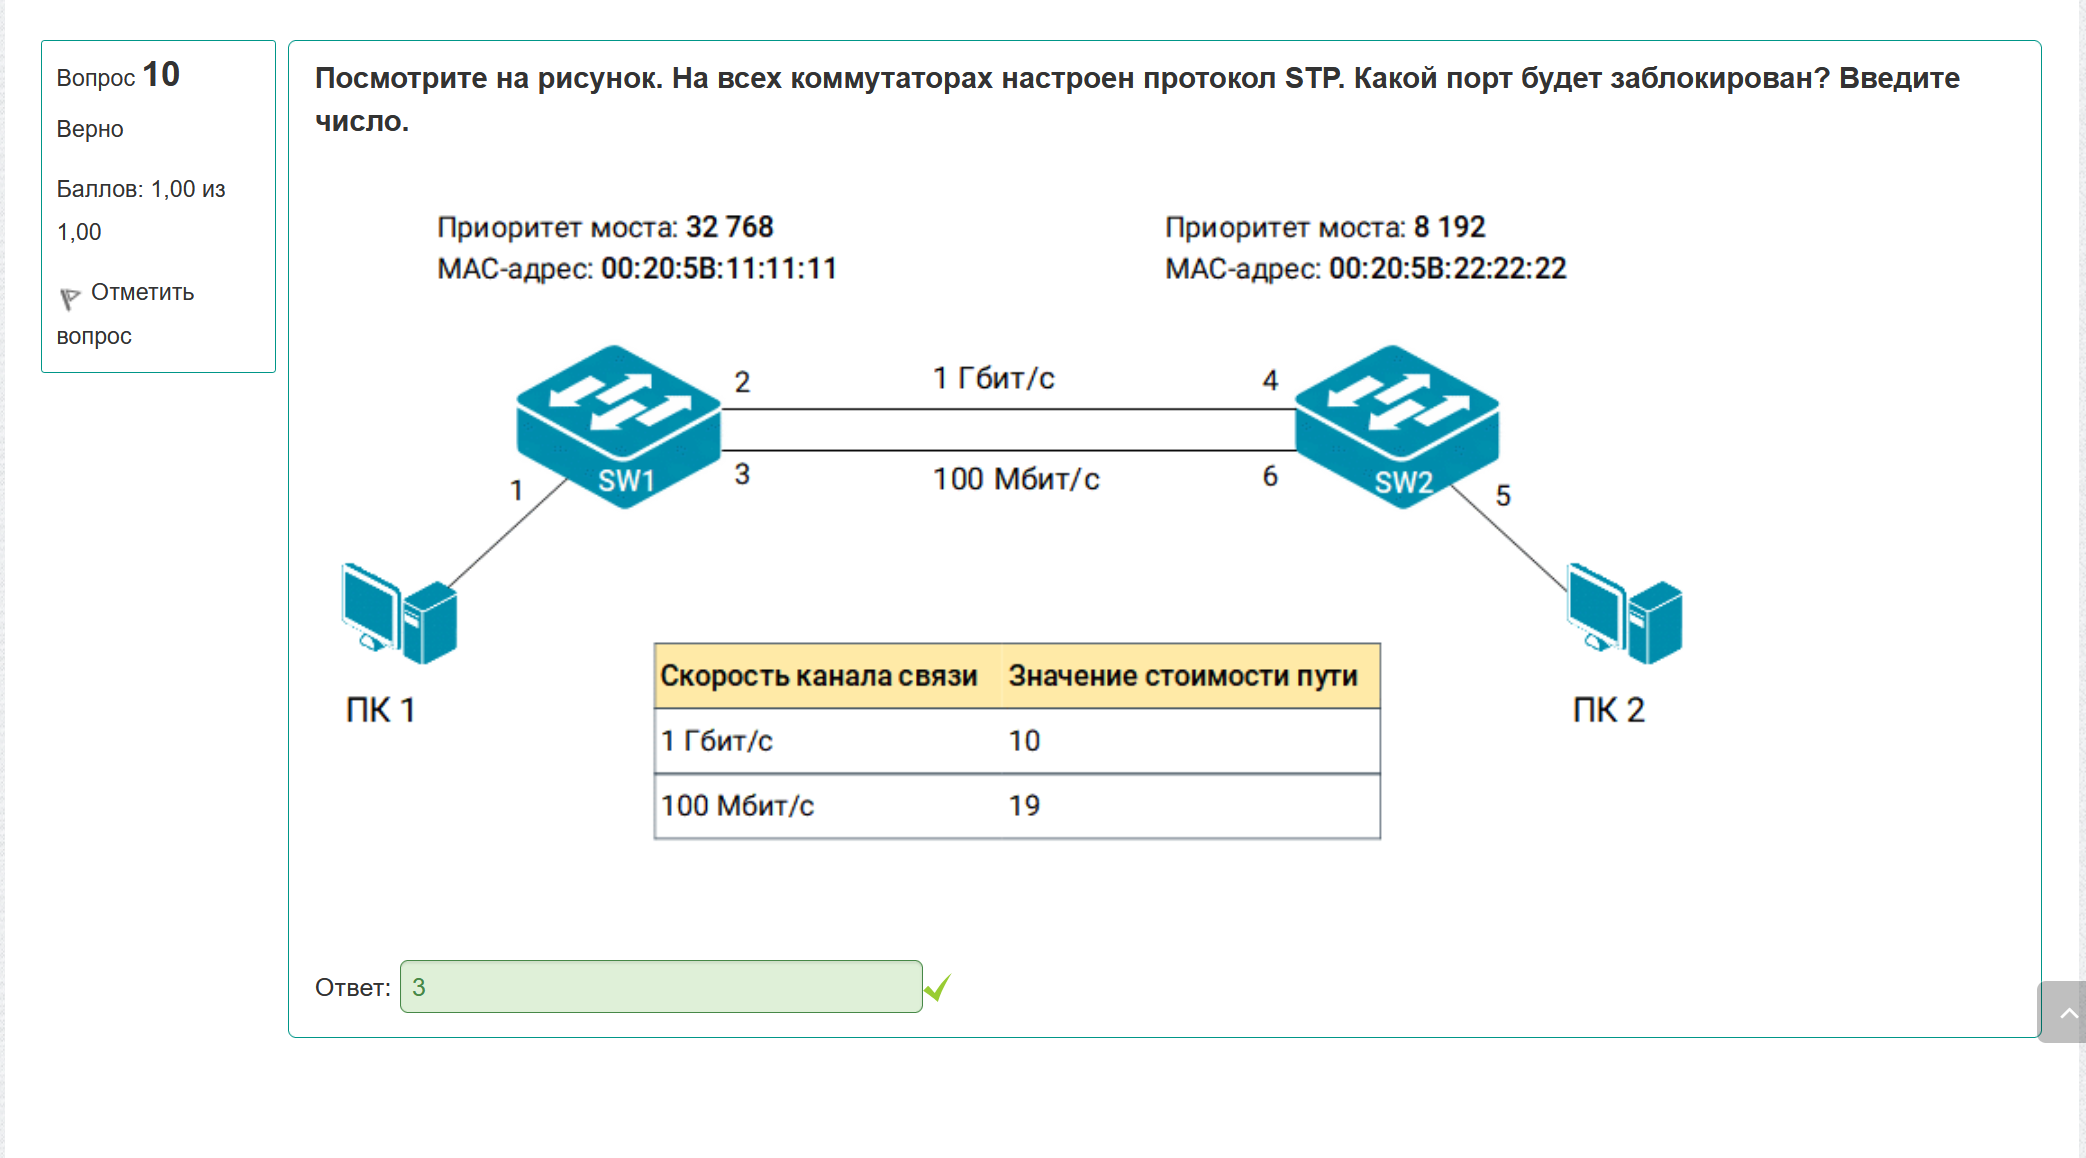 Вопрос 10
Верно
Баллов: 1,00 из
1,00
Отметить
вопрос
Посмотрите на рисунок. На всех коммутаторах настроен протокол STP. Какой порт будет заблокирован? Введите
число.
Приоритет моста: 32 768
MAC-адрес: 00:20:5B:11:11:11
Приоритет моста: 8 192
MAC-адрес: 00:20:5B:22:22:22
2
1 Гбит/с
4
SW1
3
100 Мбит/с
6
SW2
1
5
ПК 1
ПК 2
Скорость канала связи Значение стоимости пути
1 Гбит/с 10
100 Мбит/с 19
Ответ: 3